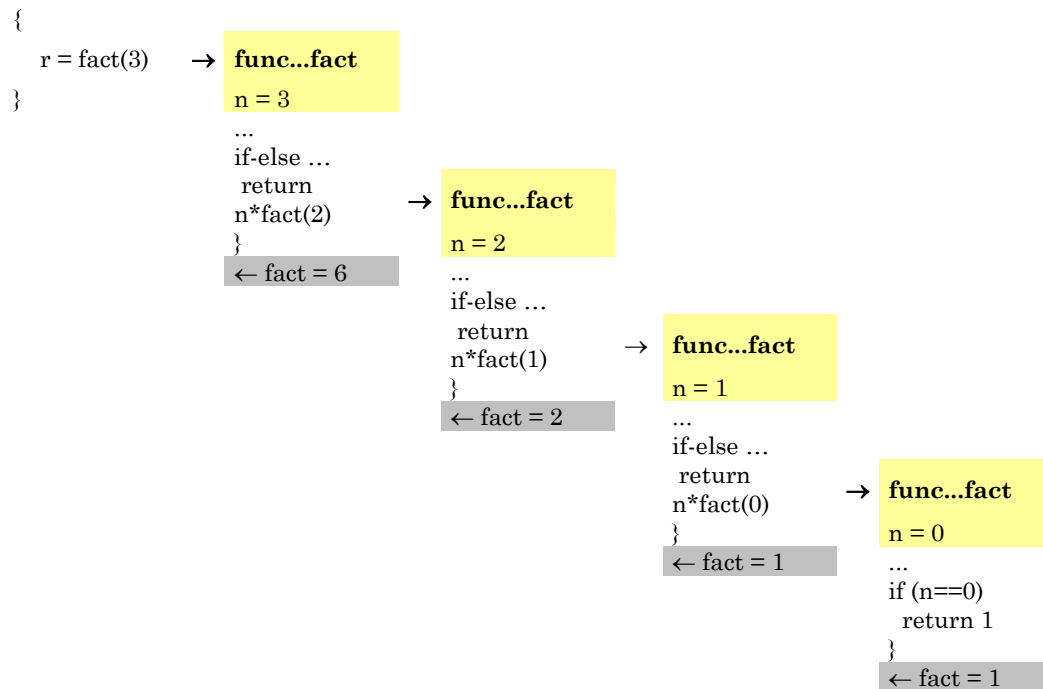 {
r = fact(3) → func...fact
} n = 3
...
if-else …
return
n*fact(2)
}
← fact = 6
→ func...fact
n = 2
...
if-else …
return
n*fact(1)
}
← fact = 2
→ func...fact
n = 1
...
if-else …
return
n*fact(0)
}
← fact = 1
→ func...fact
n = 0
...
if (n==0)
return 1
}
← fact = 1